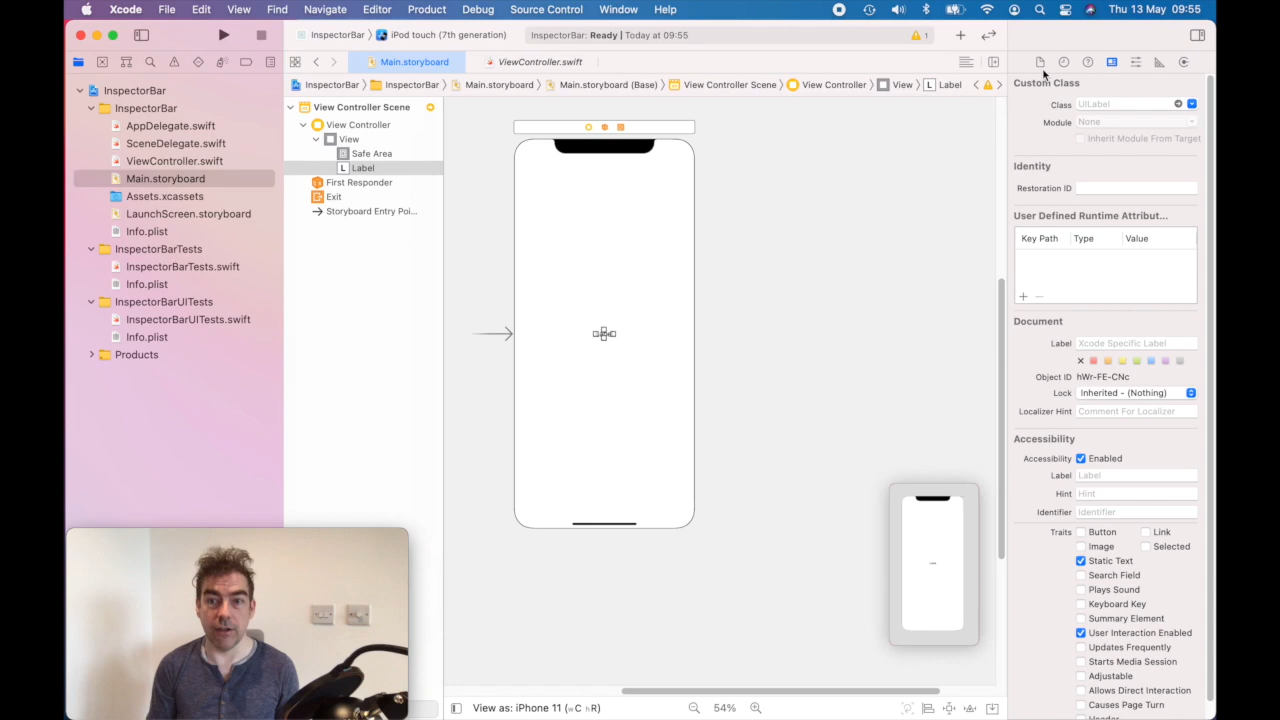 Xcode File Edit View Find Navigate Editor Product Debug Source Control Window Help Thu 13 May 09:55
InspectorBar iPod touch (7th generation) InspectorBar: Ready | Today at 09:55 1
Main.storyboard ViewController.swift
InspectorBar InspectorBar Main.storyboard Main.storyboard (Base) View Controller Scene View Controller View L Label
InspectorBar
InspectorBar
AppDelegate.swift
SceneDelegate.swift
ViewController.swift
Main.storyboard
Assets.xcassets
LaunchScreen.storyboard
Info.plist
InspectorBarTests
InspectorBarTests.swift
Info.plist
InspectorBarUITests
InspectorBarUITests.swift
Info.plist
Products
View Controller Scene
View Controller
View
Safe Area
L Label
First Responder
Exit
Storyboard Entry Poi...
View as: iPhone 11 (wC hR) 54%
Custom Class
Class UILabel
Module None
Inherit Module From Target
Identity
Restoration ID
User Defined Runtime Attribut...
Key Path Type Value
Document
Label Xcode Specific Label
Object ID hWr-FE-CNc
Lock Inherited - (Nothing)
Localizer Hint Comment For Localizer
Accessibility
Accessibility Enabled
Label Label
Hint Hint
Identifier Identifier
Traits Button Link
Image Selected
Static Text
Search Field
Plays Sound
Keyboard Key
Summary Element
User Interaction Enabled
Updates Frequently
Starts Media Session
Adjustable
Allows Direct Interaction
Causes Page Turn